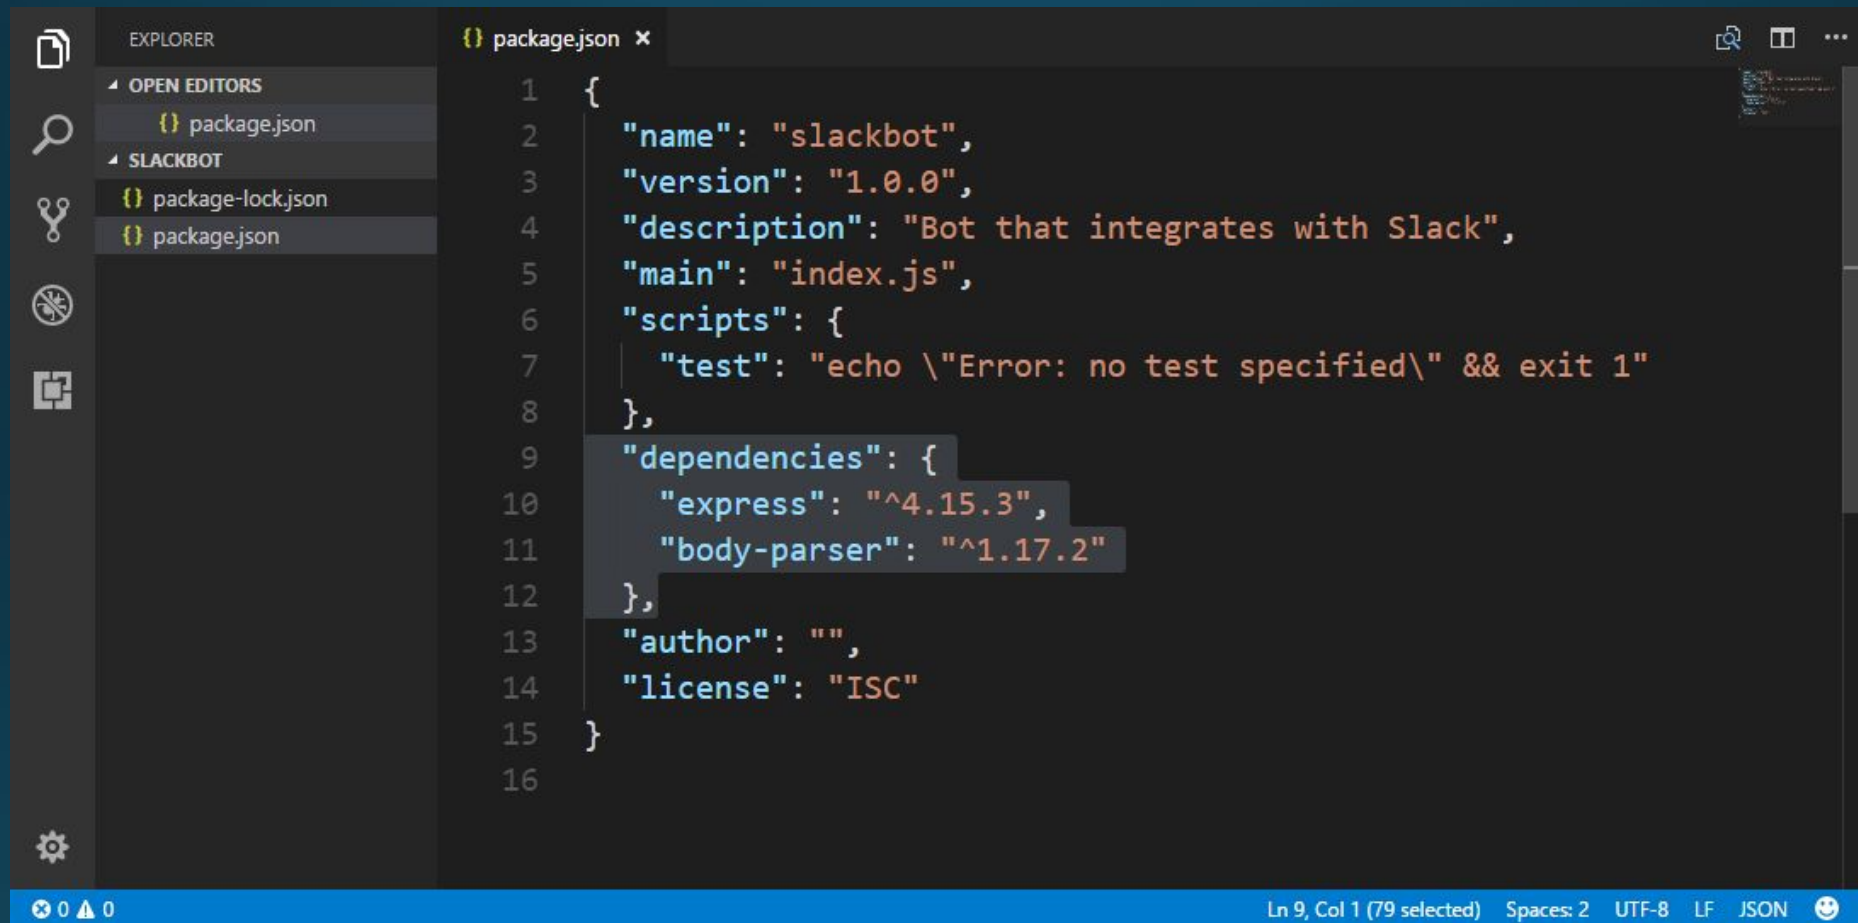 EXPLORER
OPEN EDITORS
{} package.json
SLACKBOT
{} package-lock.json
{} package.json
{} package.json ×
1 {
2   "name": "slackbot",
3   "version": "1.0.0",
4   "description": "Bot that integrates with Slack",
5   "main": "index.js",
6   "scripts": {
7     "test": "echo \"Error: no test specified\" && exit 1"
8   },
9   "dependencies": {
10     "express": "^4.15.3",
11     "body-parser": "^1.17.2"
12   },
13   "author": "",
14   "license": "ISC"
15 }
16
0 0
Ln 9, Col 1 (79 selected) Spaces: 2 UTF-8 LF JSON